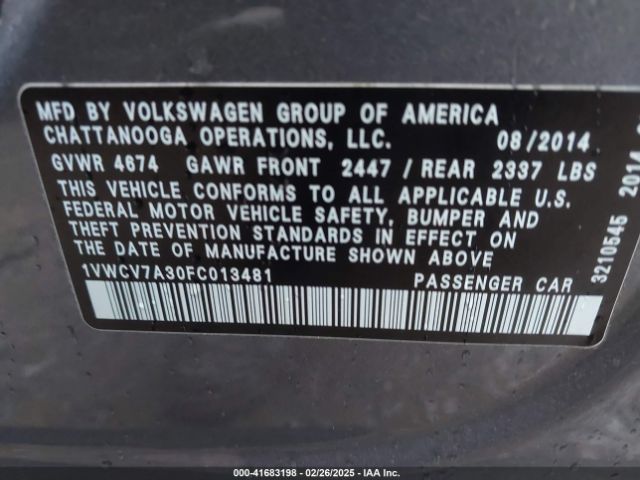 MFD BY VOLKSWAGEN GROUP OF AMERICA
CHATTANOOGA OPERATIONS, LLC. 08/2014
GVWR 4674 GAWR FRONT 2447 / REAR 2337 LBS
THIS VEHICLE CONFORMS TO ALL APPLICABLE U.S.
FEDERAL MOTOR VEHICLE SAFETY, BUMPER AND
THEFT PREVENTION STANDARDS IN EFFECT ON
THE DATE OF MANUFACTURE SHOWN ABOVE
1VWCV7A30FC013481 PASSENGER CAR
3210545 2014
000-41683198 - 02/26/2025 - IAA Inc.